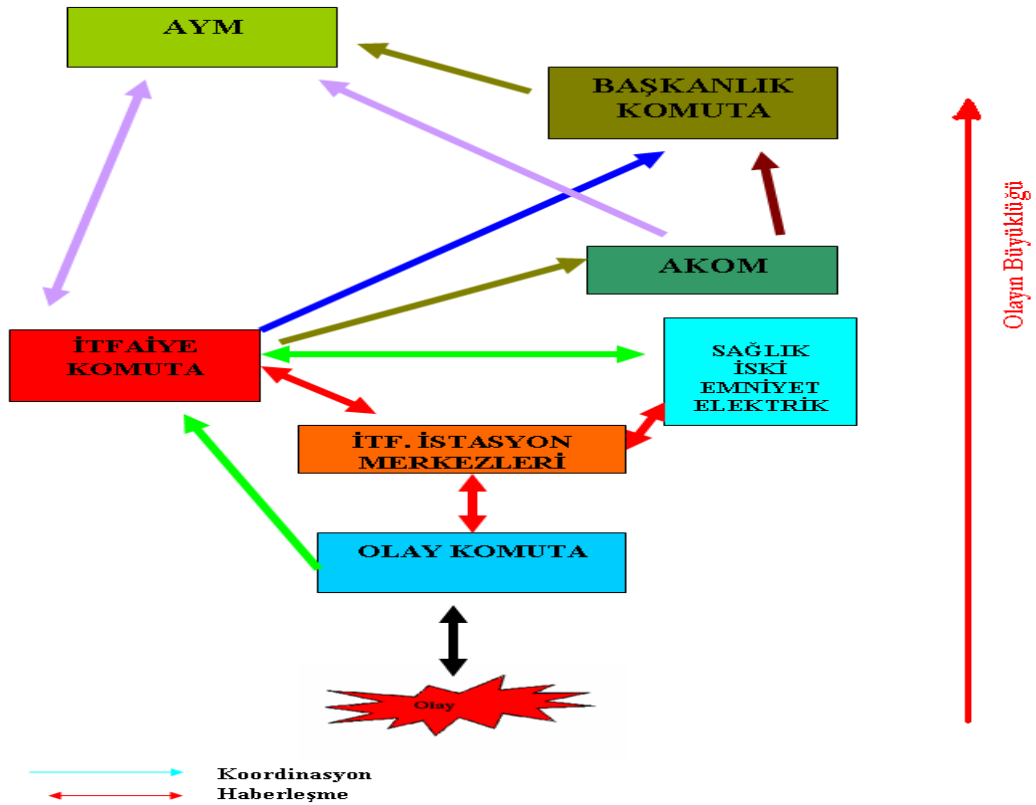 AYM
BAŞKANLIK
KOMUTA
AKOM
İTFAİYE
KOMUTA
SAĞLIK
İSKİ
EMNİYET
ELEKTRİK
İTF. İSTASYON
MERKEZLERİ
OLAY KOMUTA
Olay
Olayın Büyüklüğü
Koordinasyon
Haberleşme